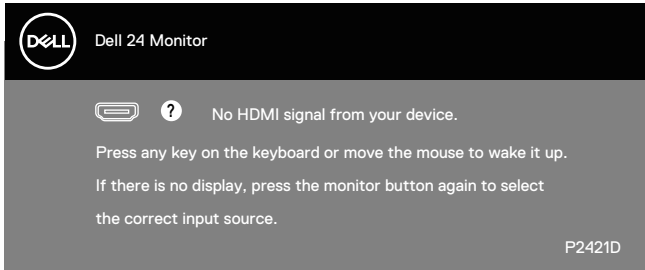 DELL
Dell 24 Monitor
? No HDMI signal from your device.
Press any key on the keyboard or move the mouse to wake it up.
If there is no display, press the monitor button again to select
the correct input source.
P2421D